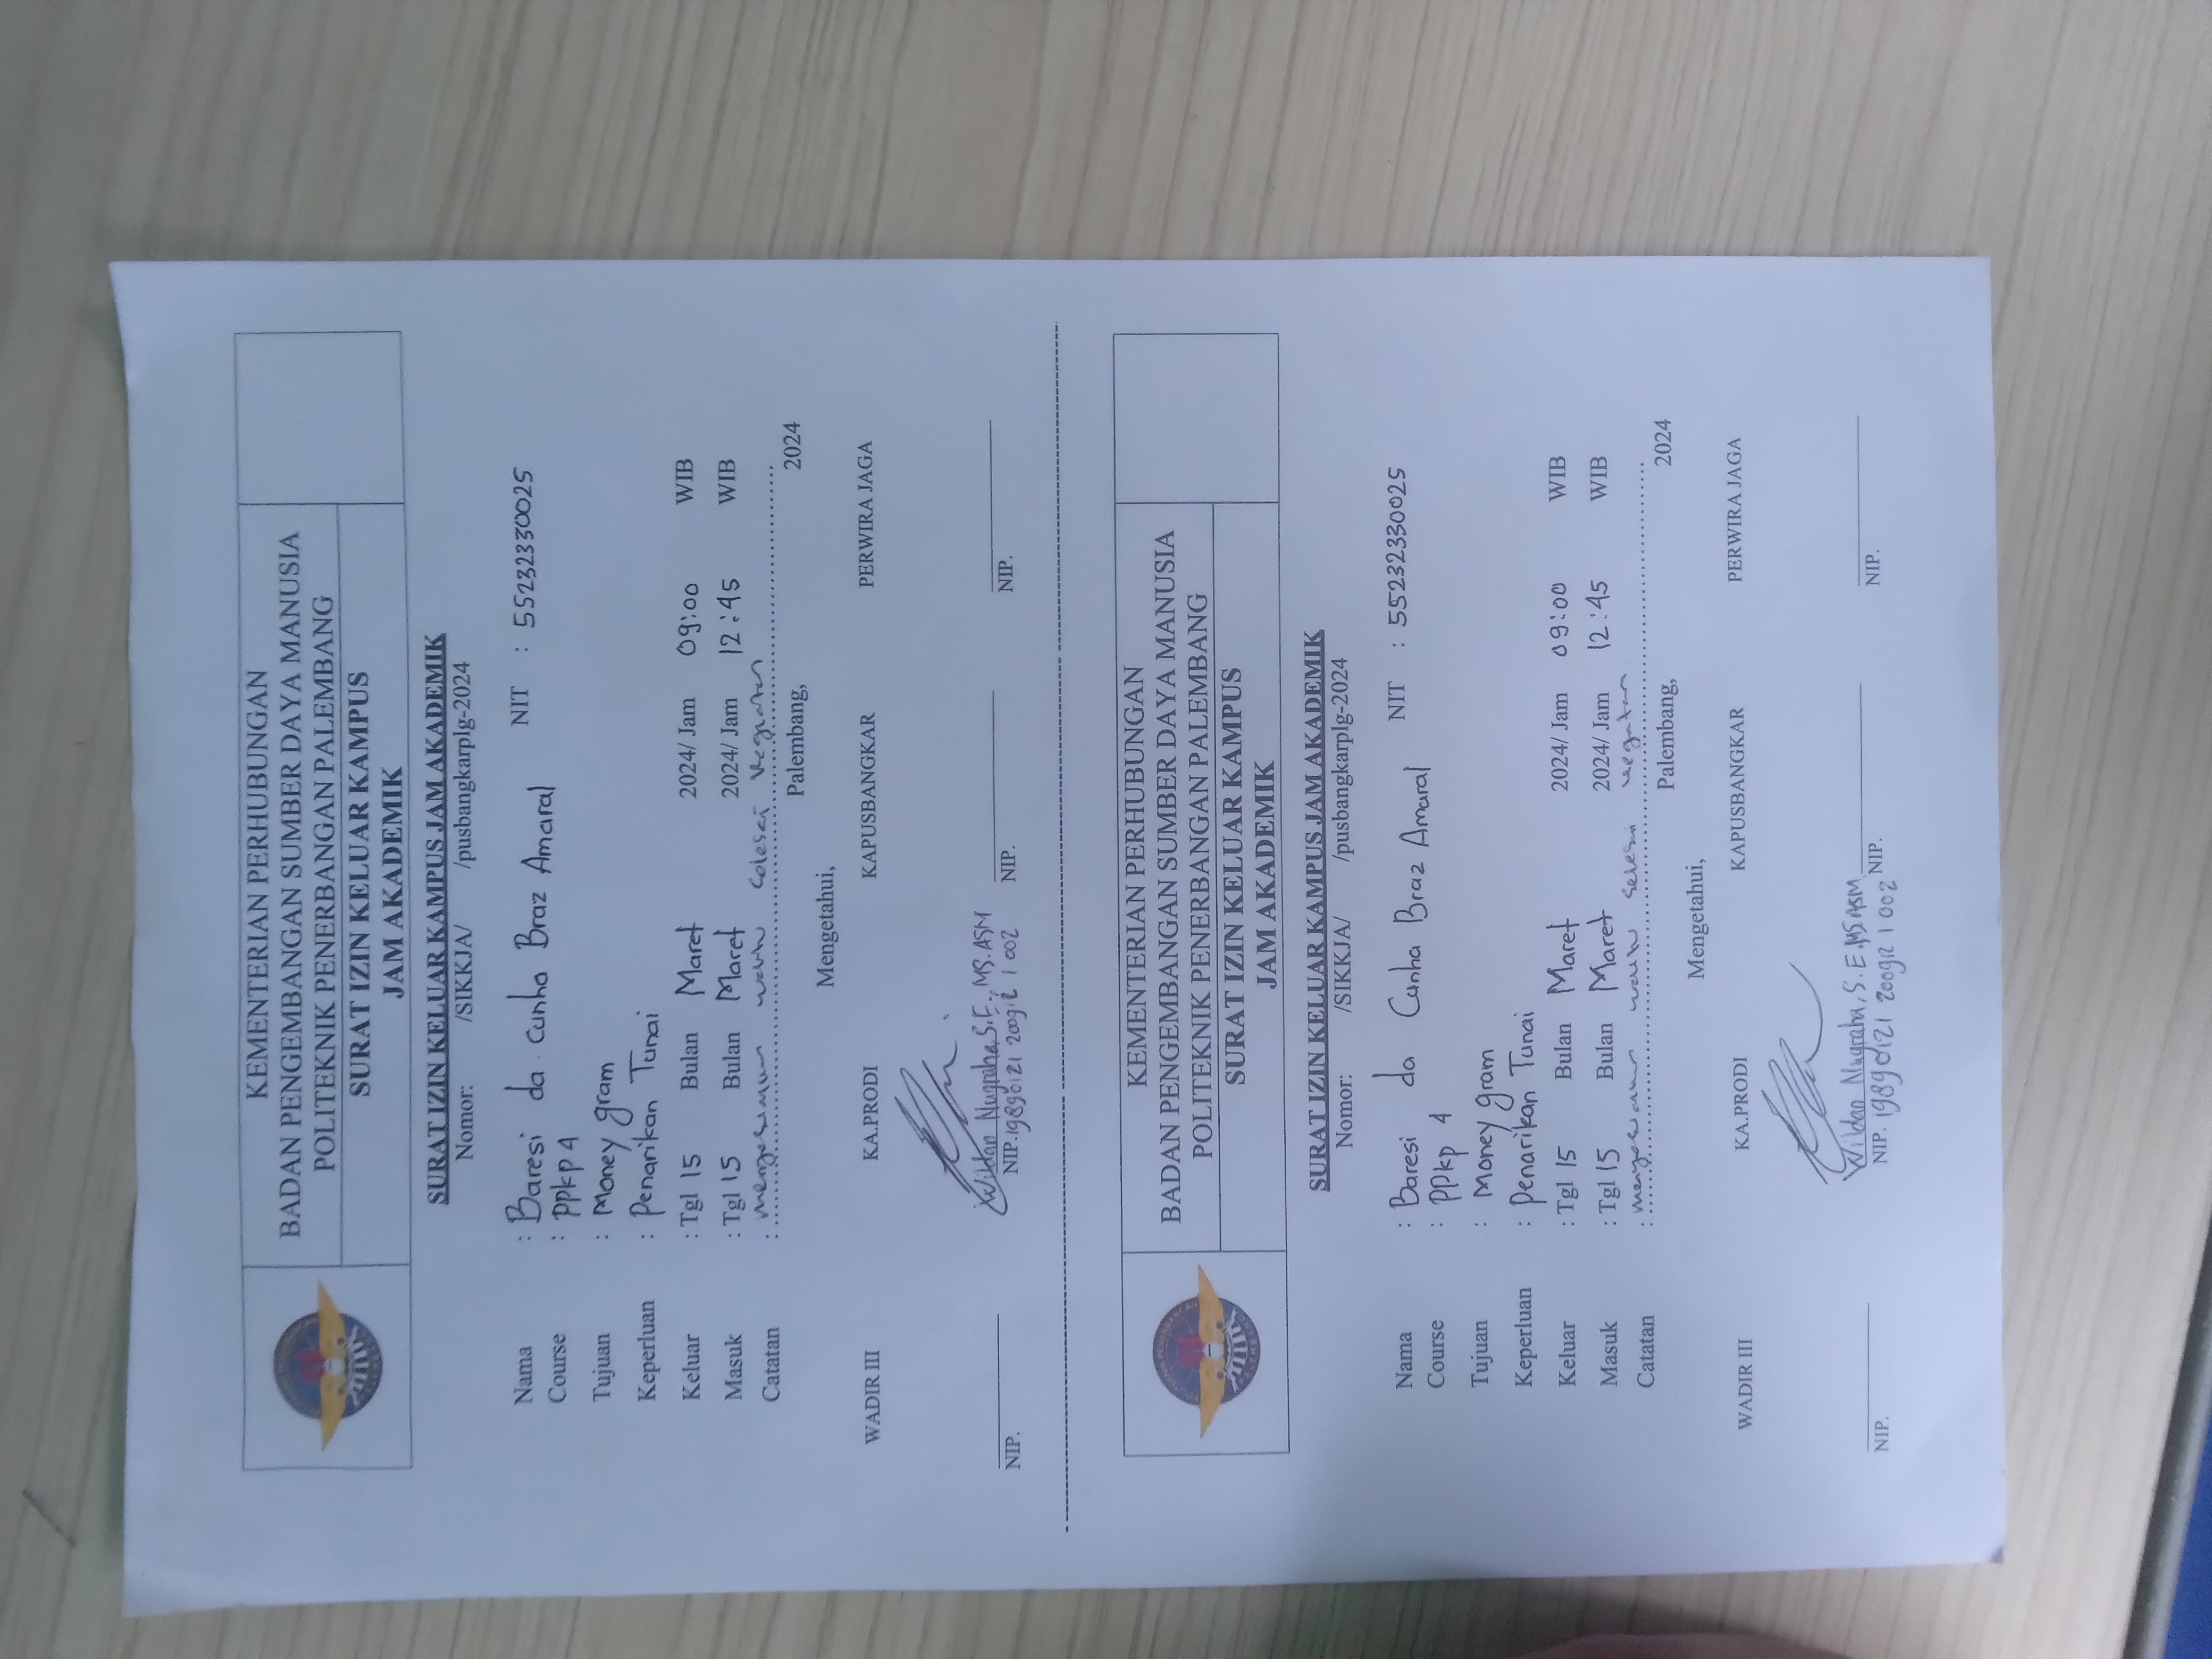 KEMENTERIAN PERHUBUNGAN
BADAN PENGEMBANGAN SUMBER DAYA MANUSIA
POLITEKNIK PENERBANGAN PALEMBANG
SURAT IZIN KELUAR KAMPUS
JAM AKADEMIK
SURAT IZIN KELUAR KAMPUS JAM AKADEMIK
Nomor: /SIKKJA/ /pusbangkarplg-2024
Nama : Baresi da Cunha Braz Amaral NIT : 55232330025
Course : PPkp 4
Tujuan : Money gram
Keperluan : Penarikan Tunai
Keluar : Tgl 15 Bulan Maret 2024/ Jam 09:00 WIB
Masuk : Tgl 15 Bulan Maret 2024/ Jam 12:45 WIB
Catatan : selesai kegiatan
Palembang, 2024
Mengetahui,
WADIR III KA.PRODI KAPUSBANGKAR PERWIRA JAGA
Wildan Nugraha, S.E., MS.ASM
NIP. NIP. 19890121 200912 1 002 NIP. NIP.
KEMENTERIAN PERHUBUNGAN
BADAN PENGEMBANGAN SUMBER DAYA MANUSIA
POLITEKNIK PENERBANGAN PALEMBANG
SURAT IZIN KELUAR KAMPUS
JAM AKADEMIK
SURAT IZIN KELUAR KAMPUS JAM AKADEMIK
Nomor: /SIKKJA/ /pusbangkarplg-2024
Nama : Baresi da Cunha Braz Amaral NIT : 55232330025
Course : PPkp 4
Tujuan : Money gram
Keperluan : Penarikan Tunai
Keluar : Tgl 15 Bulan Maret 2024/ Jam 09:00 WIB
Masuk : Tgl 15 Bulan Maret 2024/ Jam 12:45 WIB
Catatan : selesai kegiatan
Palembang, 2024
Mengetahui,
WADIR III KA.PRODI KAPUSBANGKAR PERWIRA JAGA
Wildan Nugraha, S.E, MS.ASM
NIP. NIP. 19890121 200912 1 002 NIP. NIP.